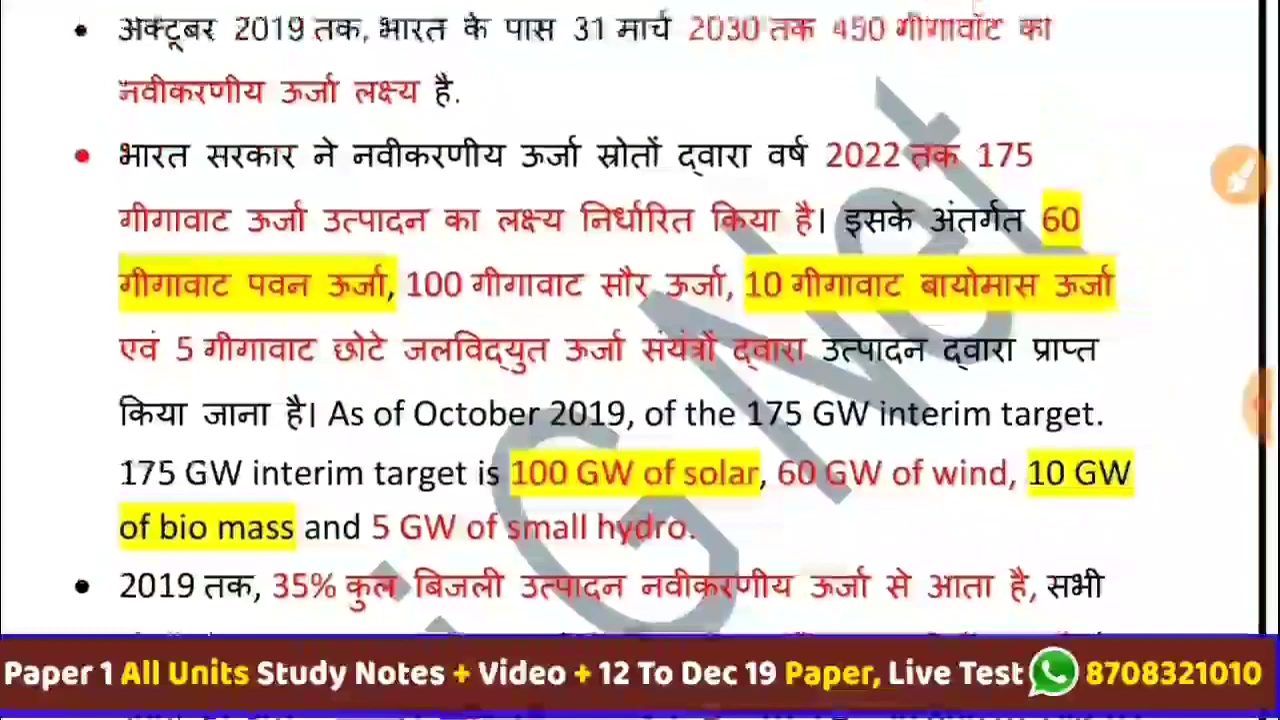 • अक्टूबर 2019 तक, भारत के पास 31 मार्च 2030 तक 450 गीगावॉट का
नवीकरणीय ऊर्जा लक्ष्य है.
• भारत सरकार ने नवीकरणीय ऊर्जा स्रोतों द्वारा वर्ष 2022 तक 175
गीगावाट ऊर्जा उत्पादन का लक्ष्य निर्धारित किया है। इसके अंतर्गत 60
गीगावाट पवन ऊर्जा, 100 गीगावाट सौर ऊर्जा, 10 गीगावाट बायोमास ऊर्जा
एवं 5 गीगावाट छोटे जलविद्युत ऊर्जा संयंत्रों द्वारा उत्पादन द्वारा प्राप्त
किया जाना है। As of October 2019, of the 175 GW interim target.
175 GW interim target is 100 GW of solar, 60 GW of wind, 10 GW
of bio mass and 5 GW of small hydro.
• 2019 तक, 35% कुल बिजली उत्पादन नवीकरणीय ऊर्जा से आता है, सभी
Paper 1 All Units Study Notes + Video + 12 To Dec 19 Paper, Live Test 8708321010